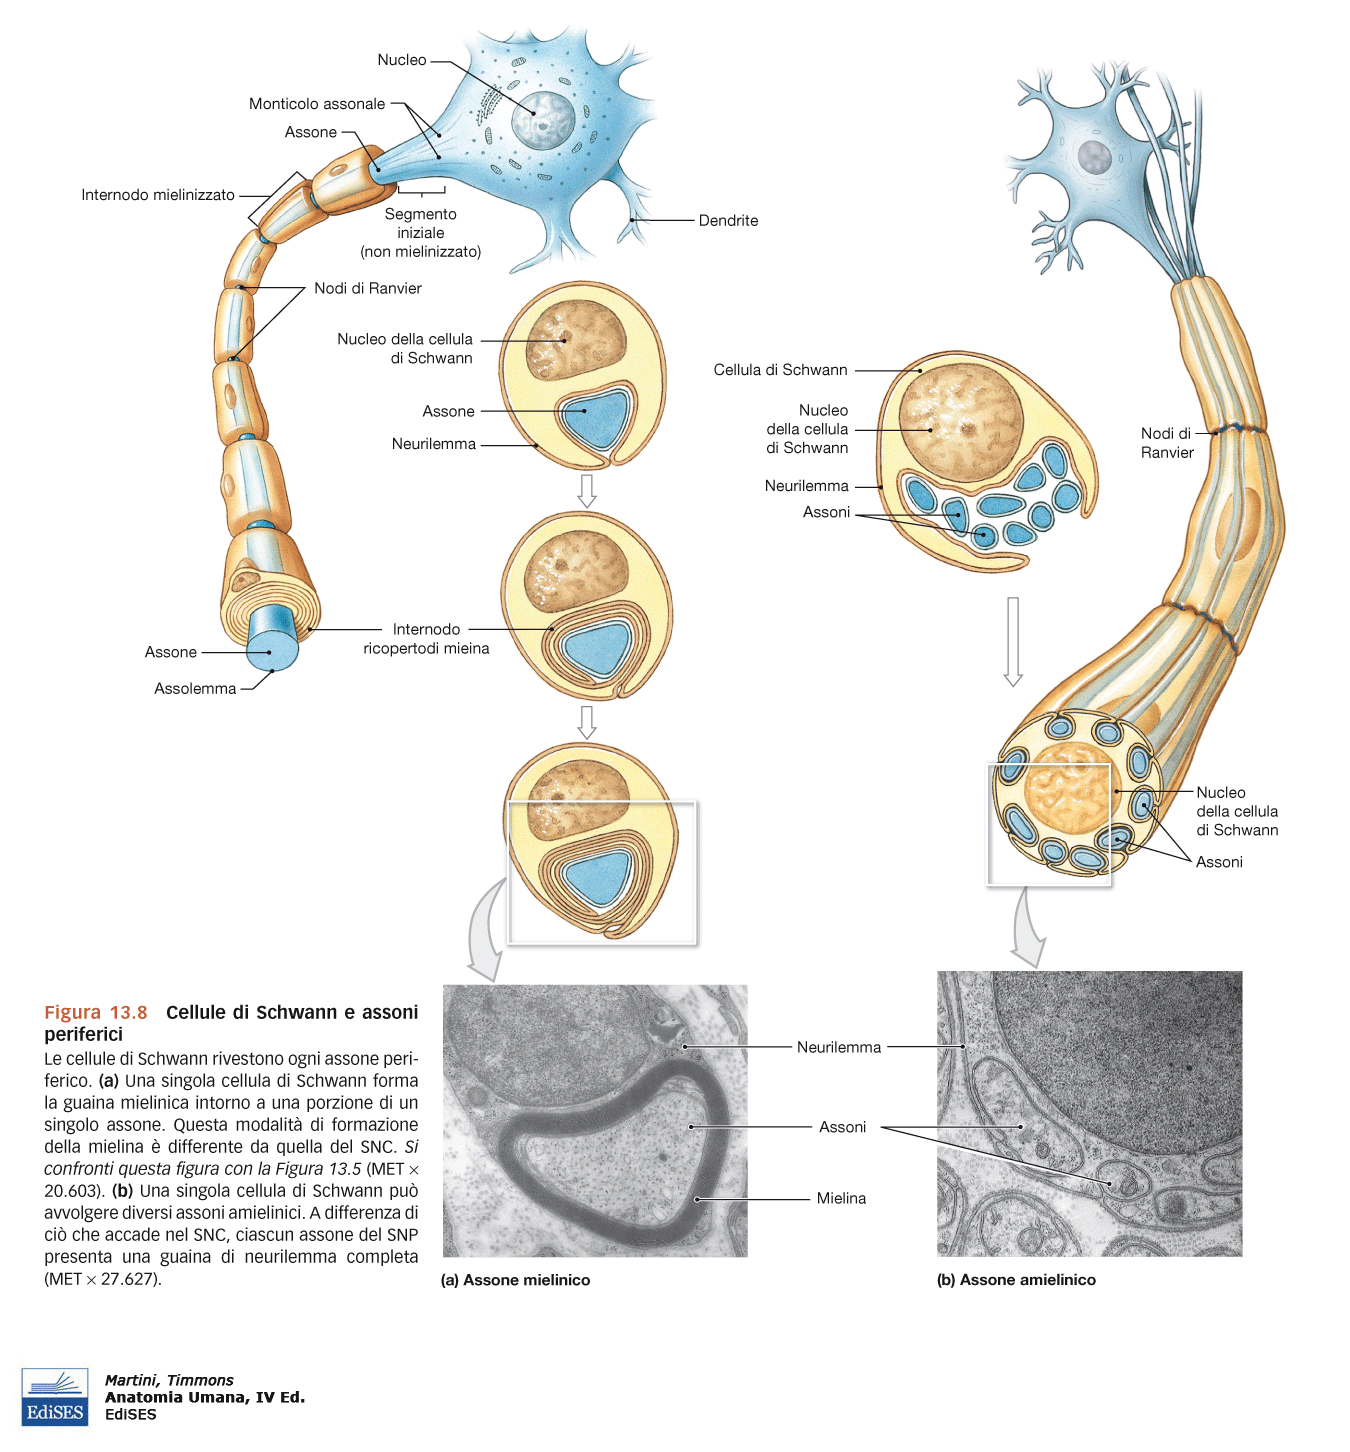 Nucleo
Monticolo assonale
Assone
Internodo mielinizzato
Segmento
iniziale
(non mielinizzato)
Dendrite
Nodi di Ranvier
Nucleo della cellula
di Schwann
Assone
Neurilemma
Internodo
ricopertodi mieina
Assone
Assolemma
Cellula di Schwann
Nucleo
della cellula
di Schwann
Neurilemma
Assoni
Nodi di
Ranvier
Nucleo
della cellula
di Schwann
Assoni
Neurilemma
Assoni
Mielina
(a) Assone mielinico
(b) Assone amielinico
Figura 13.8 Cellule di Schwann e assoni
periferici
Le cellule di Schwann rivestono ogni assone peri-
ferico. (a) Una singola cellula di Schwann forma
la guaina mielinica intorno a una porzione di un
singolo assone. Questa modalità di formazione
della mielina è differente da quella del SNC. Si
confronti questa figura con la Figura 13.5 (MET ×
20.603). (b) Una singola cellula di Schwann può
avvolgere diversi assoni amielinici. A differenza di
ciò che accade nel SNC, ciascun assone del SNP
presenta una guaina di neurilemma completa
(MET × 27.627).
EdiSES
Martini, Timmons
Anatomia Umana, IV Ed.
EdiSES